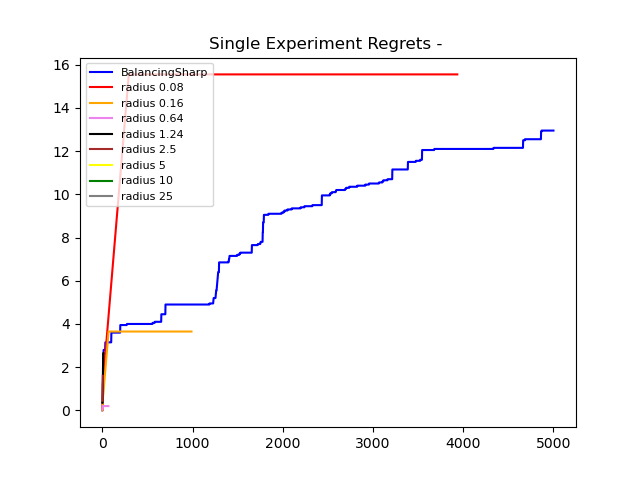 Single Experiment Regrets -
16
14
12
10
8
6
4
2
0
BalancingSharp
radius 0.08
radius 0.16
radius 0.64
radius 1.24
radius 2.5
radius 5
radius 10
radius 25
0 1000 2000 3000 4000 5000